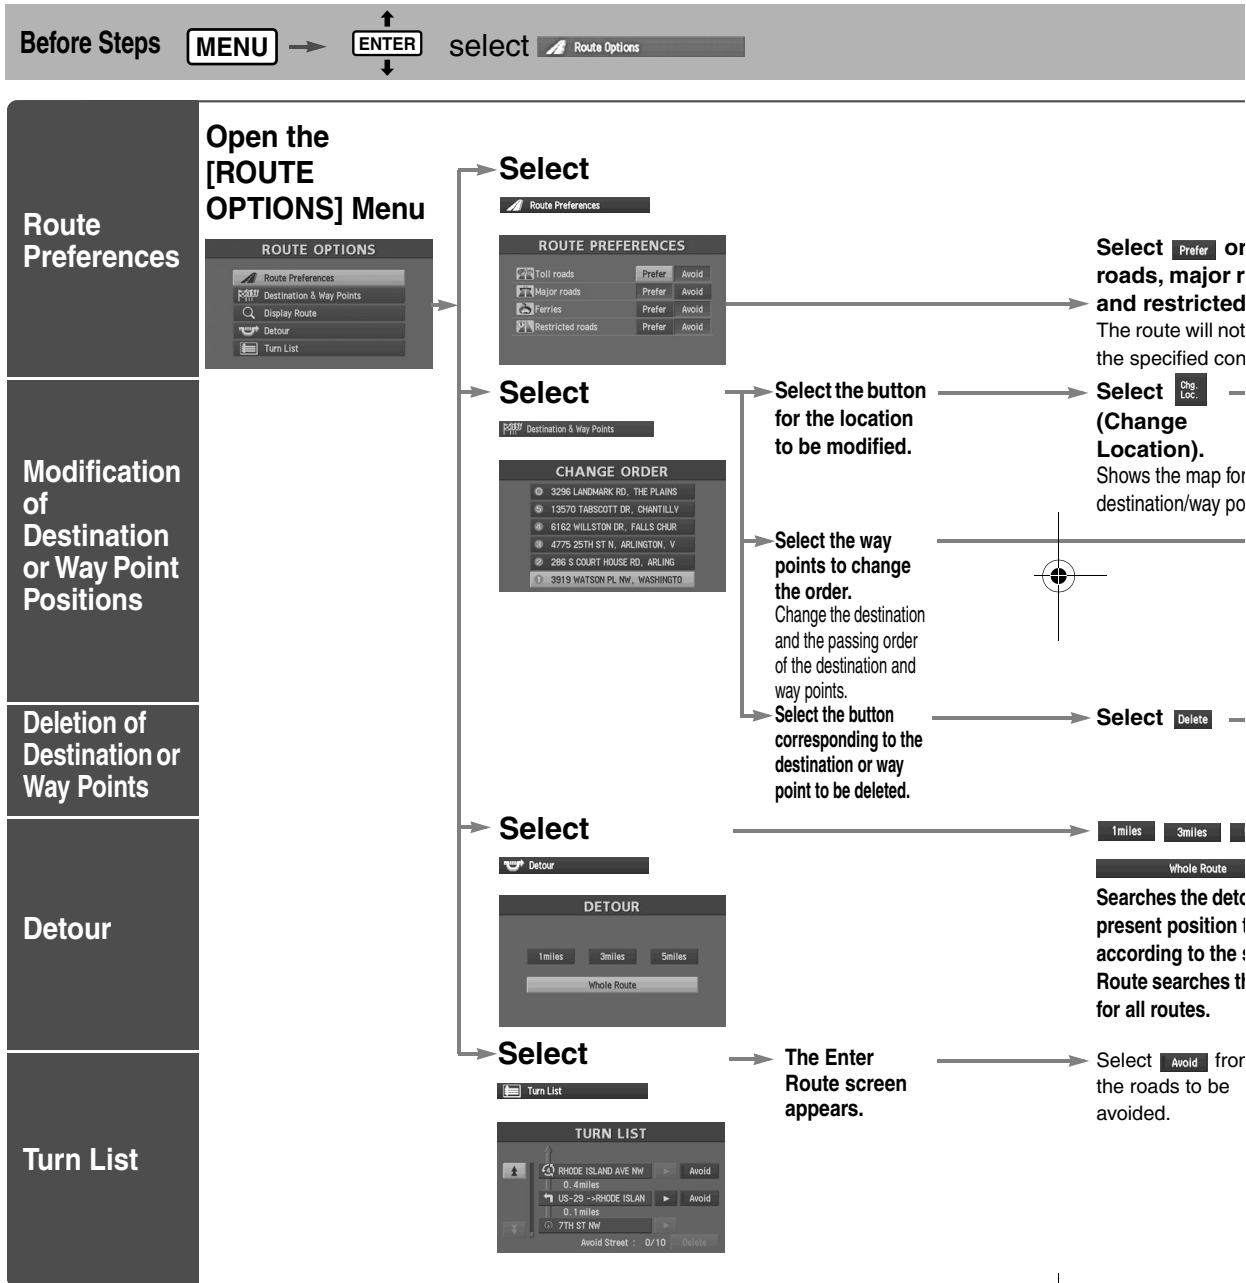 Before Steps MENU ENTER select Route Options
Route
Preferences
Open the
[ROUTE
OPTIONS] Menu
ROUTE OPTIONS
Route Preferences
Destination & Way Points
Display Route
Detour
Turn List
Select
Route Preferences
ROUTE PREFERENCES
Toll roads Prefer Avoid
Major roads Prefer Avoid
Ferries Prefer Avoid
Restricted roads Prefer Avoid
Select Prefer or
roads, major r
and restricted
The route will not
the specified con
Modification
of
Destination
or Way Point
Positions
Select
Destination & Way Points
CHANGE ORDER
3296 LANDMARK RD, THE PLAINS
5 13570 TABSCOTT DR, CHANTILLY
4 6162 WILLSTON DR, FALLS CHUR
3 4775 25TH ST N, ARLINGTON, V
2 286 S COURT HOUSE RD, ARLING
1 3919 WATSON PL NW, WASHINGTO
Select the button
for the location
to be modified.
Select Chg. Loc.
(Change
Location).
Shows the map for
destination/way po
Select the way
points to change
the order.
Change the destination
and the passing order
of the destination and
way points.
Deletion of
Destination or
Way Points
Select the button
corresponding to the
destination or way
point to be deleted.
Select Delete
Detour
Select
Detour
DETOUR
1miles 3miles 5miles
Whole Route
1miles 3miles
Whole Route
Searches the deto
present position t
according to the s
Route searches th
for all routes.
Turn List
Select
Turn List
TURN LIST
RHODE ISLAND AVE NW Avoid
0.4miles
US-29 ->RHODE ISLAN Avoid
0.1miles
7TH ST NW
Avoid Street : 0/10 Delete
The Enter
Route screen
appears.
Select Avoid fror
the roads to be
avoided.